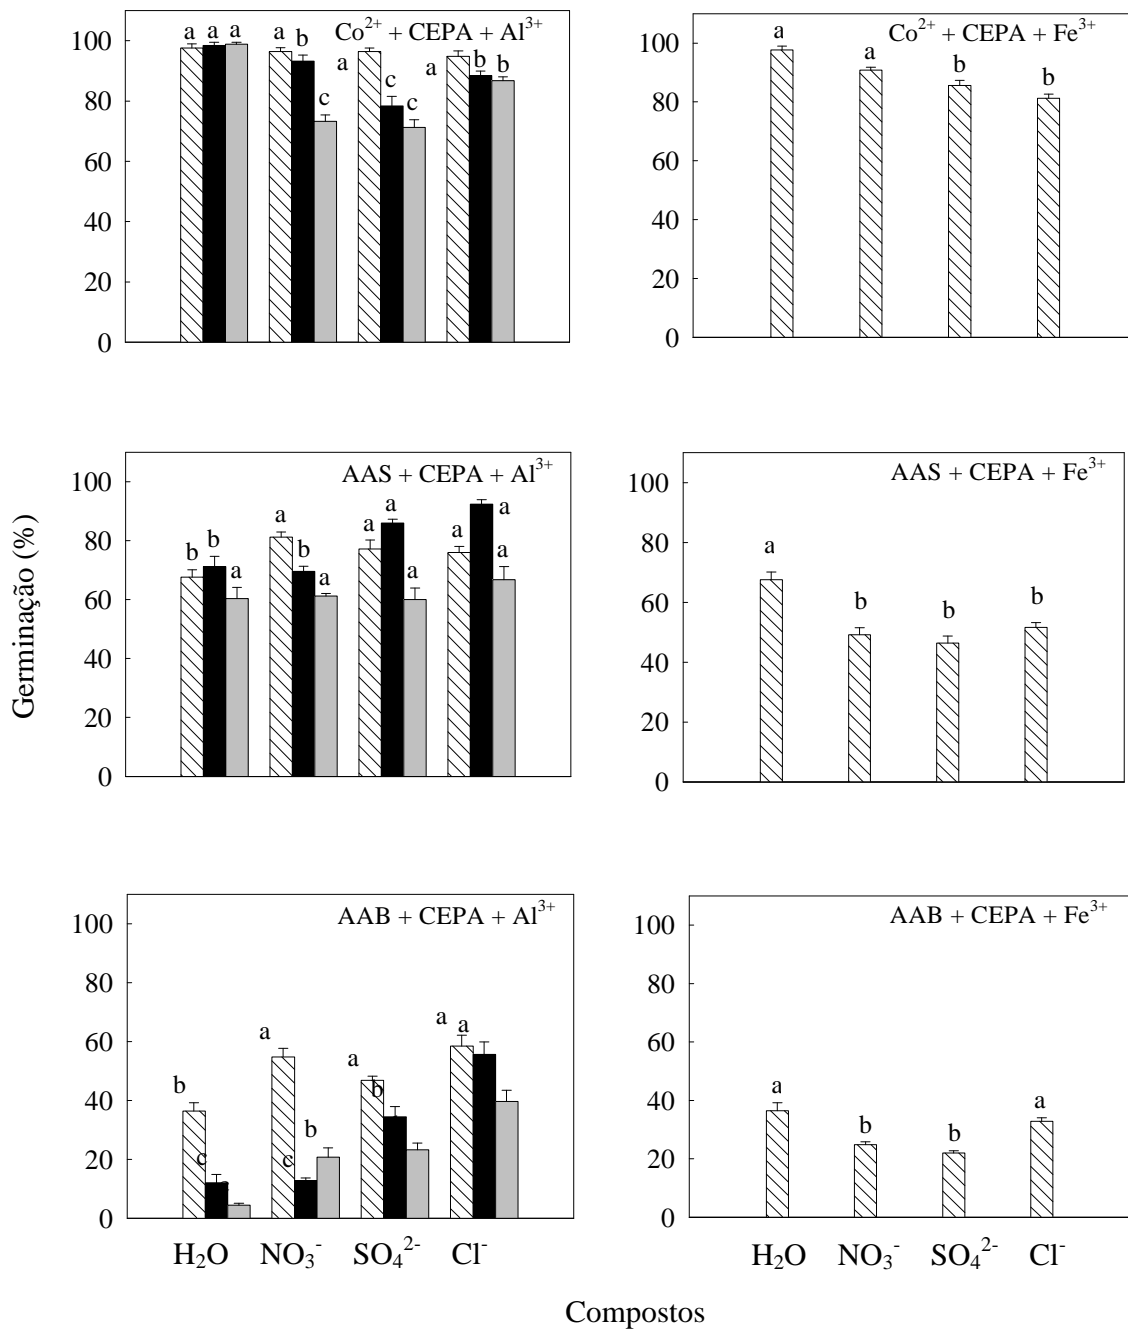 Co²⁺ + CEPA + Al³⁺
100
80
60
40
20
0
a a a a b c a c c a b b
Co²⁺ + CEPA + Fe³⁺
100
80
60
40
20
0
a a b b
Germinação (%)
AAS + CEPA + Al³⁺
100
80
60
40
20
0
b b a a b a a a a a a a
AAS + CEPA + Fe³⁺
100
80
60
40
20
0
a b b b
AAB + CEPA + Al³⁺
100
80
60
40
20
0
b c a c b a b a a
H₂O NO₃⁻ SO₄²⁻ Cl⁻
AAB + CEPA + Fe³⁺
100
80
60
40
20
0
a b b a
H₂O NO₃⁻ SO₄²⁻ Cl⁻
Compostos